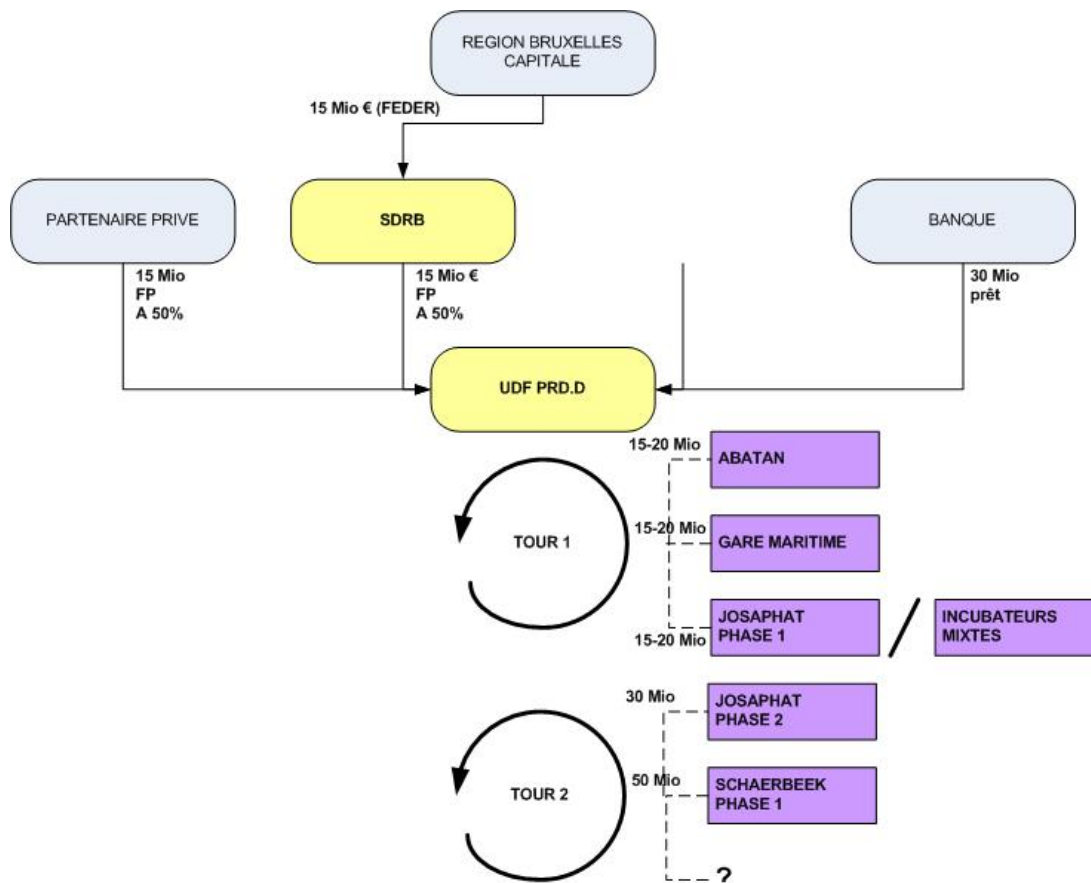 REGION BRUXELLES
CAPITALE
15 Mio € (FEDER)
PARTENAIRE PRIVE
SDRB
BANQUE
15 Mio
FP
A 50%
15 Mio €
FP
A 50%
30 Mio
prêt
UDF PRD.D
15-20 Mio
ABATAN
TOUR 1
15-20 Mio
GARE MARITIME
15-20 Mio
JOSAPHAT
PHASE 1
INCUBATEURS
MIXTES
30 Mio
JOSAPHAT
PHASE 2
TOUR 2
50 Mio
SCHAERBEEK
PHASE 1
?